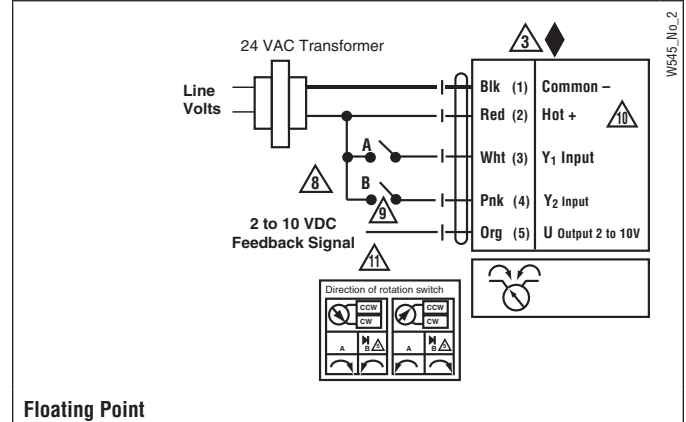 W545_No_2
24 VAC Transformer
3
Line
Volts
Blk (1) Common –
Red (2) Hot +
10
A
Wht (3) Y1 Input
8
B
Pnk (4) Y2 Input
9
2 to 10 VDC
Feedback Signal
Org (5) U Output 2 to 10V
11
Direction of rotation switch
CCW CCW
CW CW
A B 5 A B 5
Floating Point